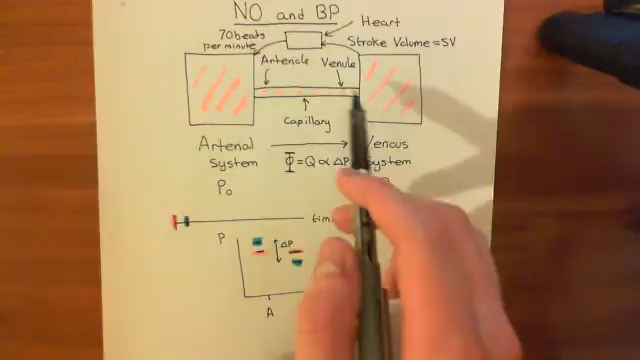 NO and BP
Heart
70 beats
per minute
Stroke Volume = SV
Arteriole
Venule
Capillary
Arterial
System
Venous
System
Φ = Q ∝ ΔP
P₀
P
ΔP
A